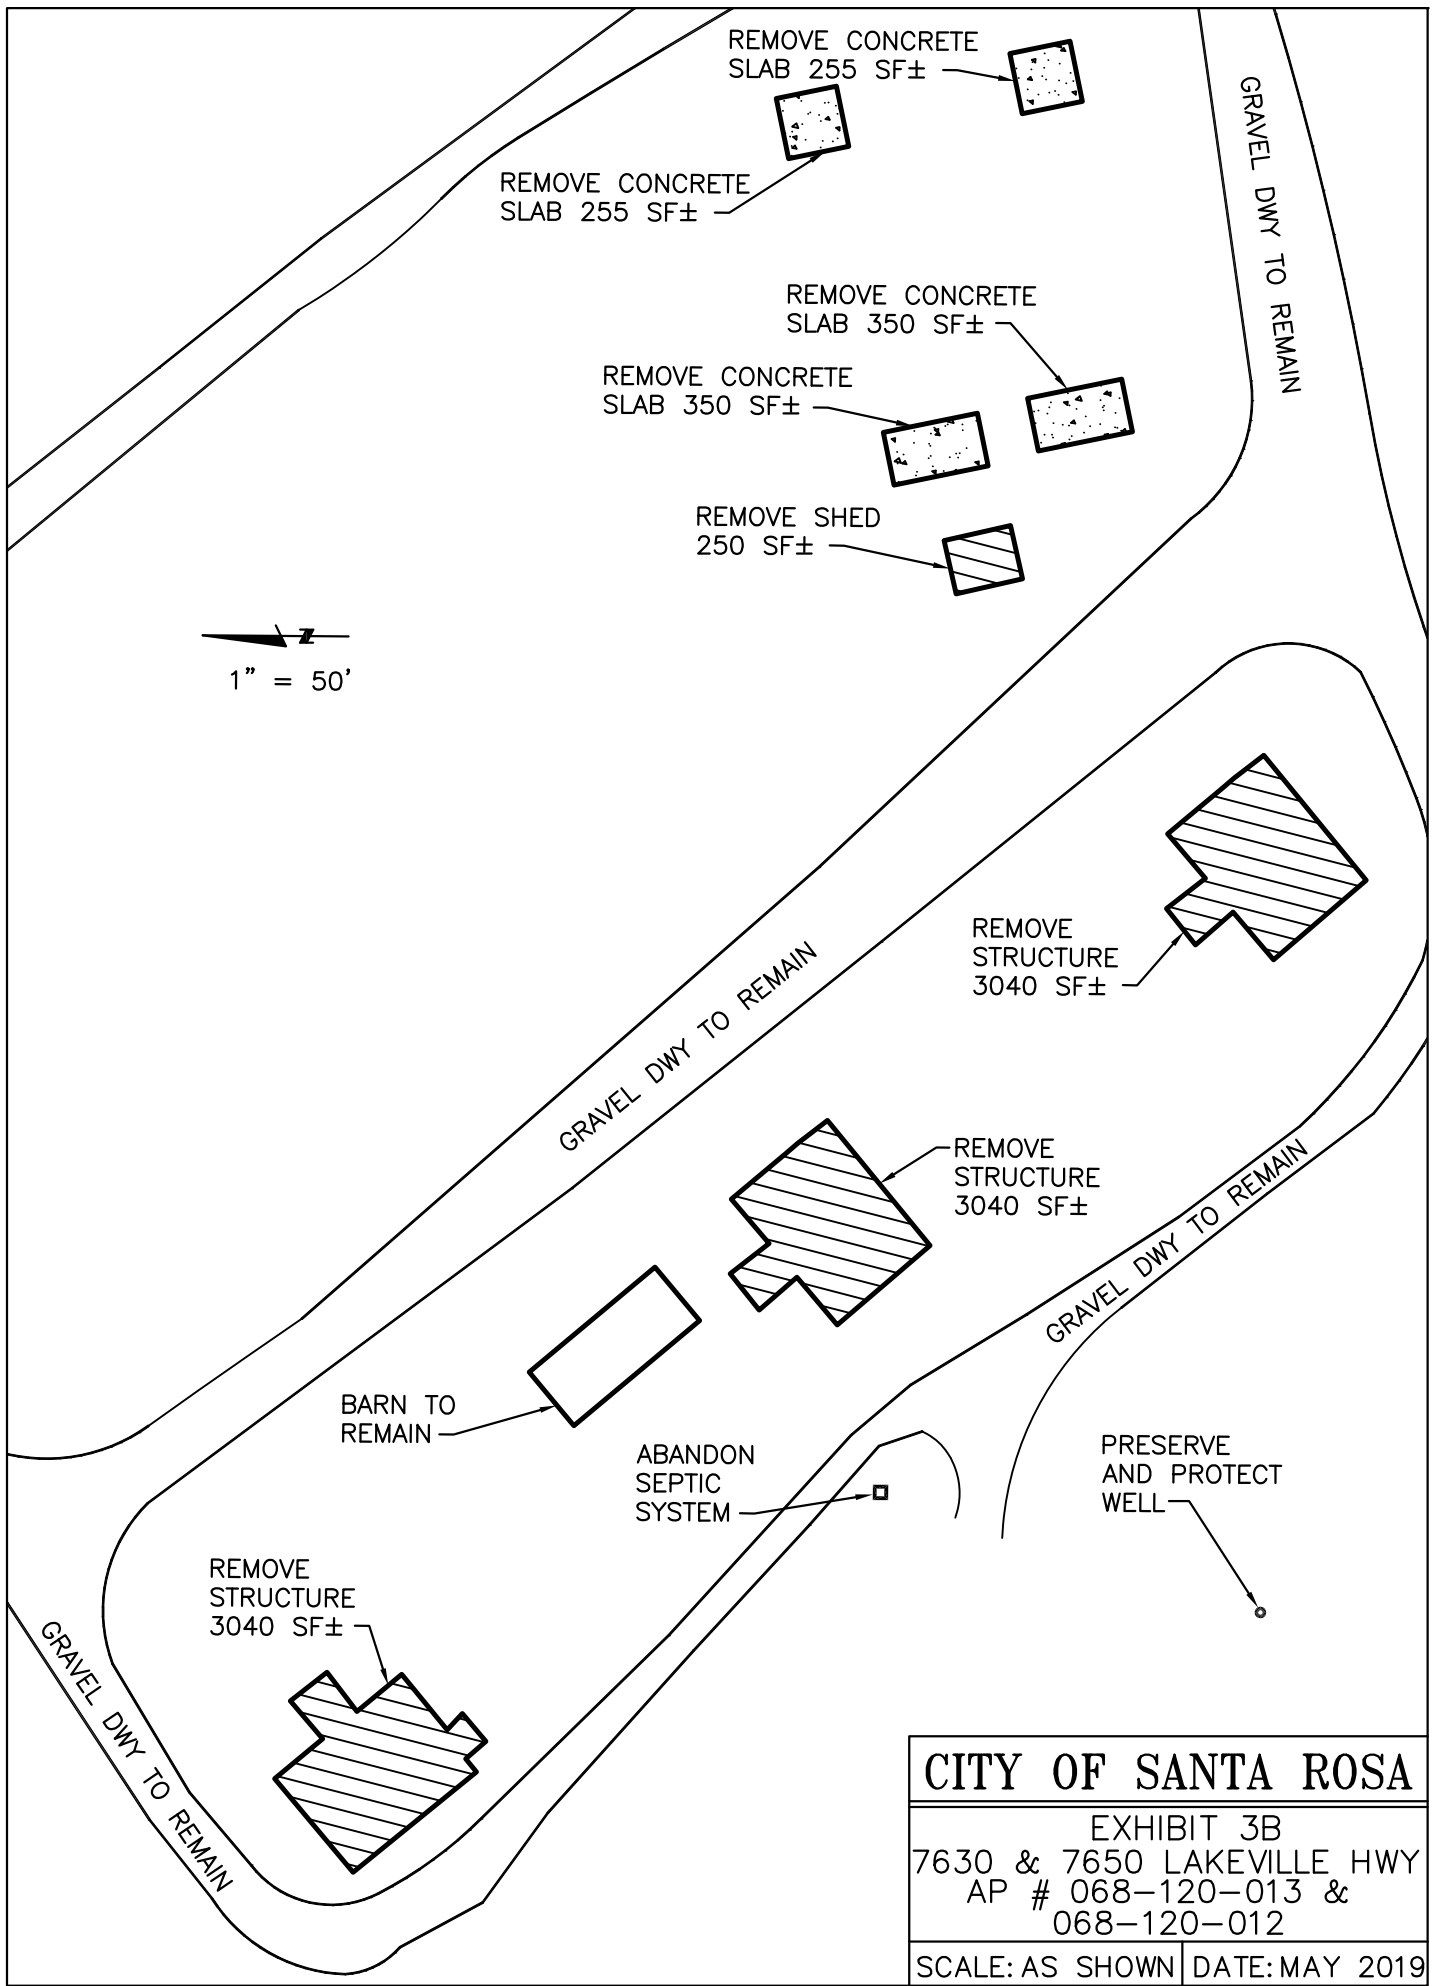 REMOVE CONCRETE
SLAB 255 SF±
REMOVE CONCRETE
SLAB 255 SF±
GRAVEL DWY TO REMAIN
REMOVE CONCRETE
SLAB 350 SF±
REMOVE CONCRETE
SLAB 350 SF±
REMOVE SHED
250 SF±
Z
1" = 50'
REMOVE
STRUCTURE
3040 SF±
GRAVEL DWY TO REMAIN
REMOVE
STRUCTURE
3040 SF±
GRAVEL DWY TO REMAIN
BARN TO
REMAIN
ABANDON
SEPTIC
SYSTEM
PRESERVE
AND PROTECT
WELL
REMOVE
STRUCTURE
3040 SF±
GRAVEL DWY TO REMAIN
CITY OF SANTA ROSA
EXHIBIT 3B
7630 & 7650 LAKEVILLE HWY
AP # 068-120-013 &
068-120-012
SCALE: AS SHOWN DATE: MAY 2019